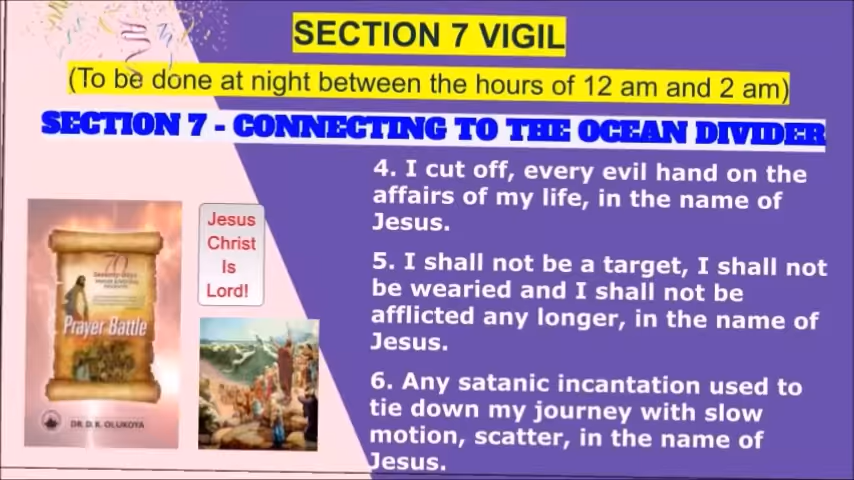 SECTION 7 VIGIL
(To be done at night between the hours of 12 am and 2 am)
SECTION 7 - CONNECTING TO THE OCEAN DIVIDER
4. I cut off, every evil hand on the
affairs of my life, in the name of
Jesus.
5. I shall not be a target, I shall not
be wearied and I shall not be
afflicted any longer, in the name of
Jesus.
6. Any satanic incantation used to
tie down my journey with slow
motion, scatter, in the name of
Jesus.
Jesus
Christ
Is
Lord!
70
Prayer Battle
DR. D. K. OLUKOYA